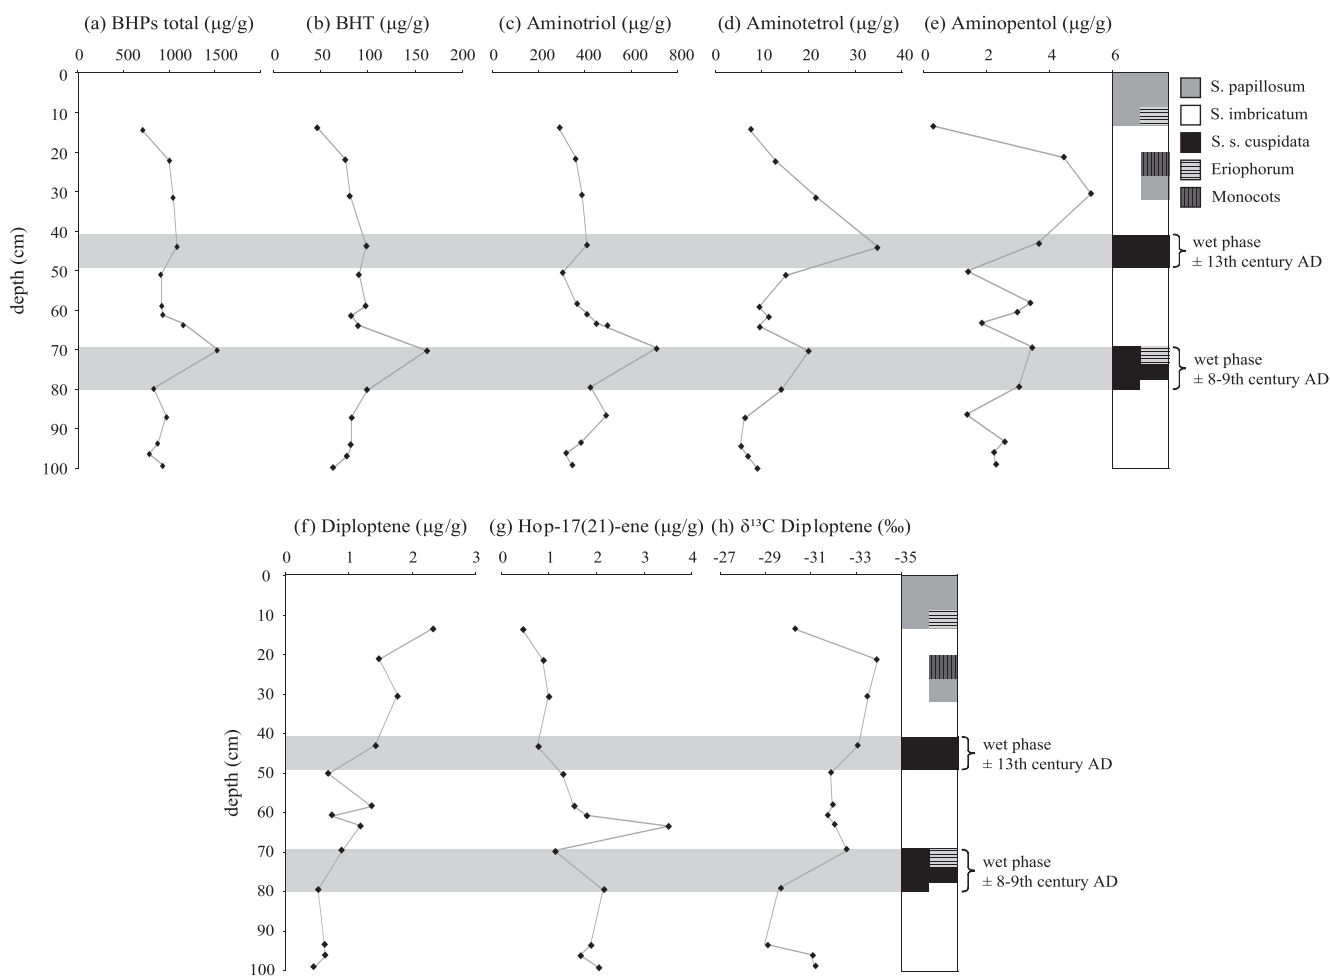 (a) BHPs total (µg/g) (b) BHT (µg/g) (c) Aminotriol (µg/g) (d) Aminotetrol (µg/g) (e) Aminopentol (µg/g)
0 500 1000 1500 0 50 100 150 200 0 200 400 600 800 0 10 20 30 40 0 2 4 6
0
10
20
30
40
50
60
70
80
90
100
depth (cm)
S. papillosum
S. imbricatum
S. s. cuspidata
Eriophorum
Monocots
wet phase
± 13th century AD
wet phase
± 8-9th century AD
(f) Diploptene (µg/g) (g) Hop-17(21)-ene (µg/g) (h) δ¹³C Diploptene (‰)
0 1 2 3 0 1 2 3 4 -27 -29 -31 -33 -35
0
10
20
30
40
50
60
70
80
90
100
depth (cm)
wet phase
± 13th century AD
wet phase
± 8-9th century AD